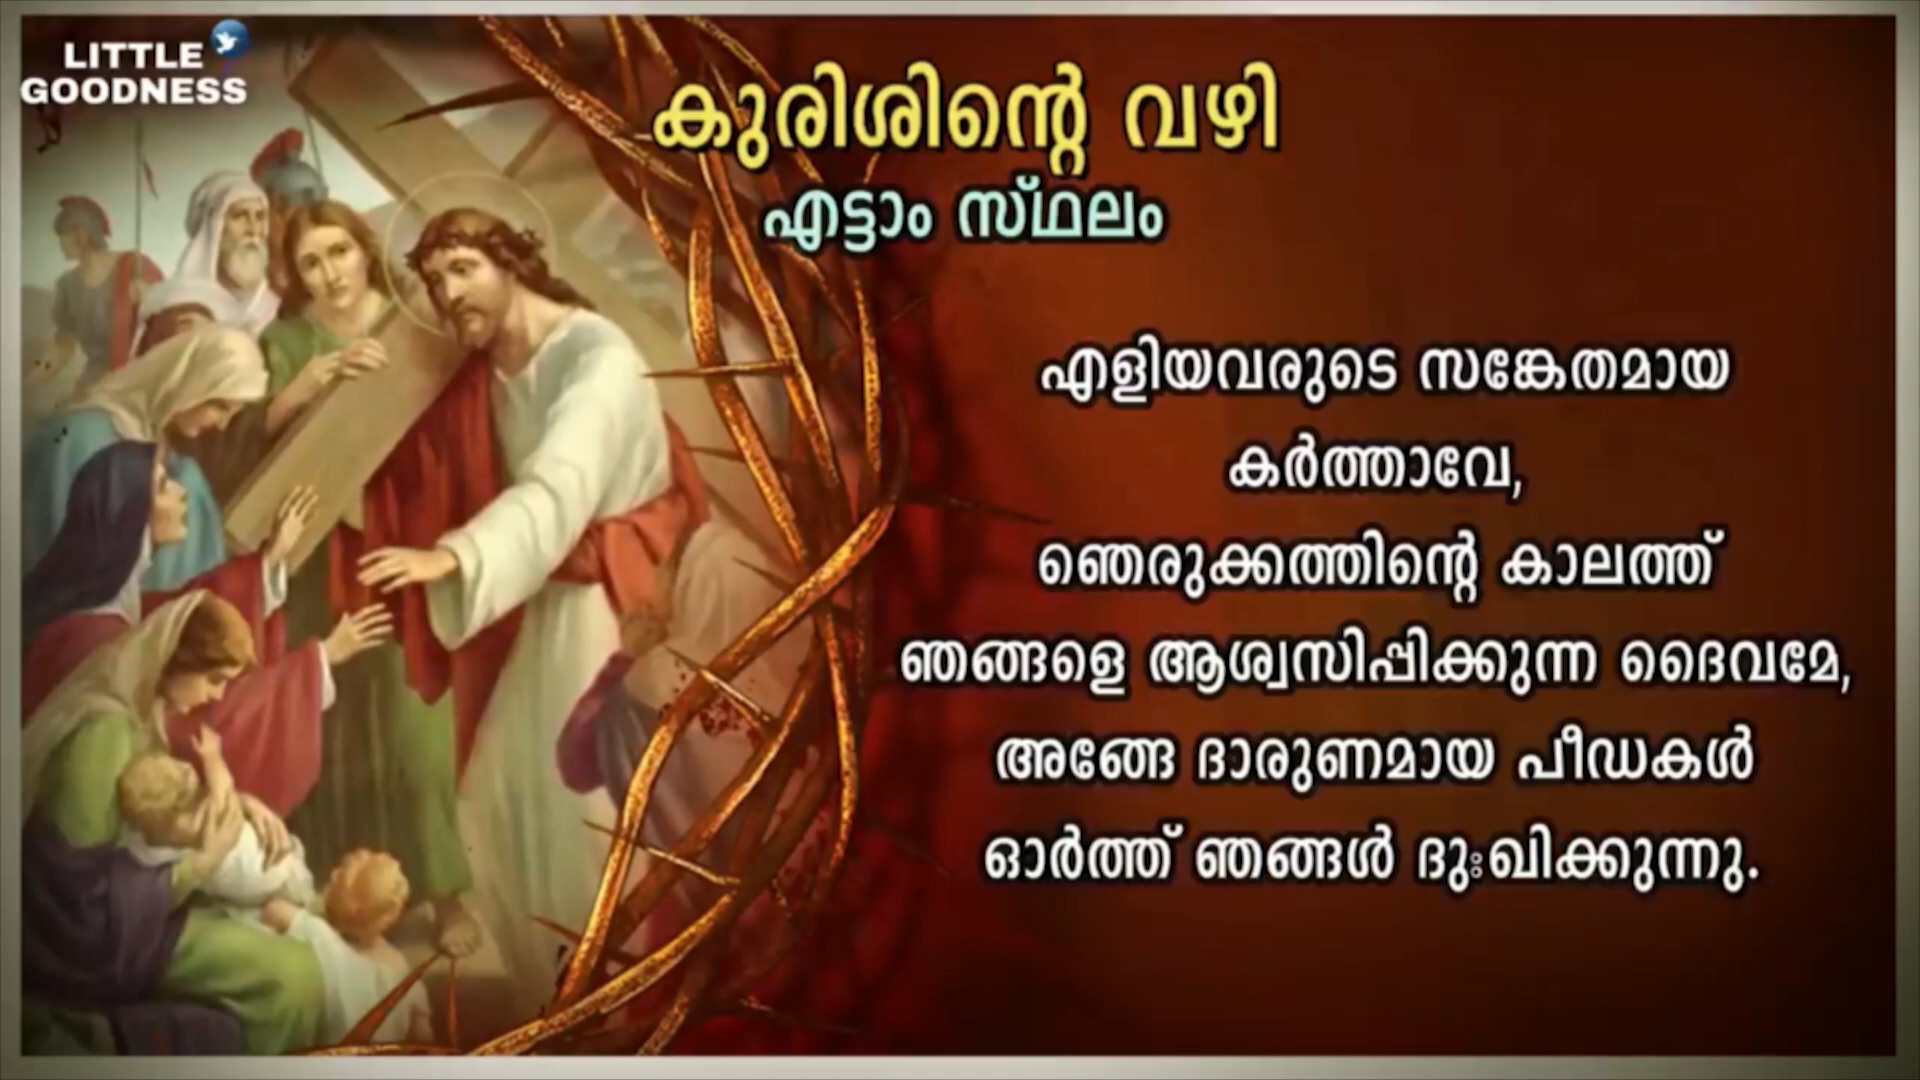 LITTLE
GOODNESS
കുരിശിന്റെ വഴി
എട്ടാം സ്ഥലം
എളിയവരുടെ സങ്കേതമായ
കർത്താവേ,
ഞെരുക്കത്തിന്റെ കാലത്ത്
ഞങ്ങളെ ആശ്വസിപ്പിക്കുന്ന ദൈവമേ,
അങ്ങേ ദാരുണമായ പീഡകൾ
ഓർത്ത് ഞങ്ങൾ ദുഃഖിക്കുന്നു.